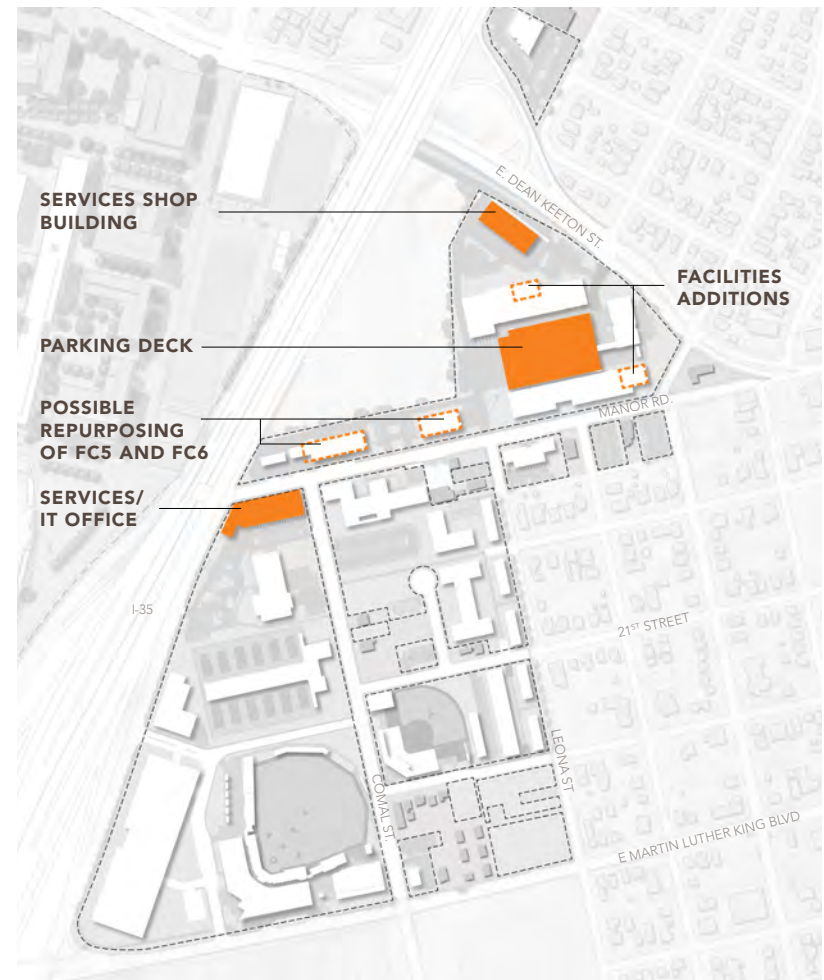 E. DEAN KEETON ST.
SERVICES SHOP
BUILDING
FACILITIES
ADDITIONS
PARKING DECK
POSSIBLE
REPURPOSING
OF FC5 AND FC6
MANOR RD.
SERVICES/
IT OFFICE
I-35
21ST STREET
LEONA ST
COMAL ST.
E MARTIN LUTHER KING BLVD